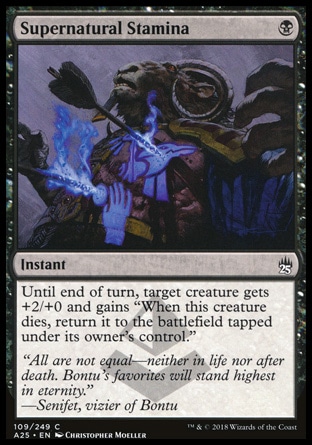 Supernatural Stamina
Instant
25
Until end of turn, target creature gets
+2/+0 and gains “When this creature
dies, return it to the battlefield tapped
under its owner’s control.”
“All are not equal—neither in life nor after
death. Bontu’s favorites will stand highest
in eternity.”
—Senifet, vizier of Bontu
109/249 C
A25 • EN Christopher Moeller
™ & © 2018 Wizards of the Coast